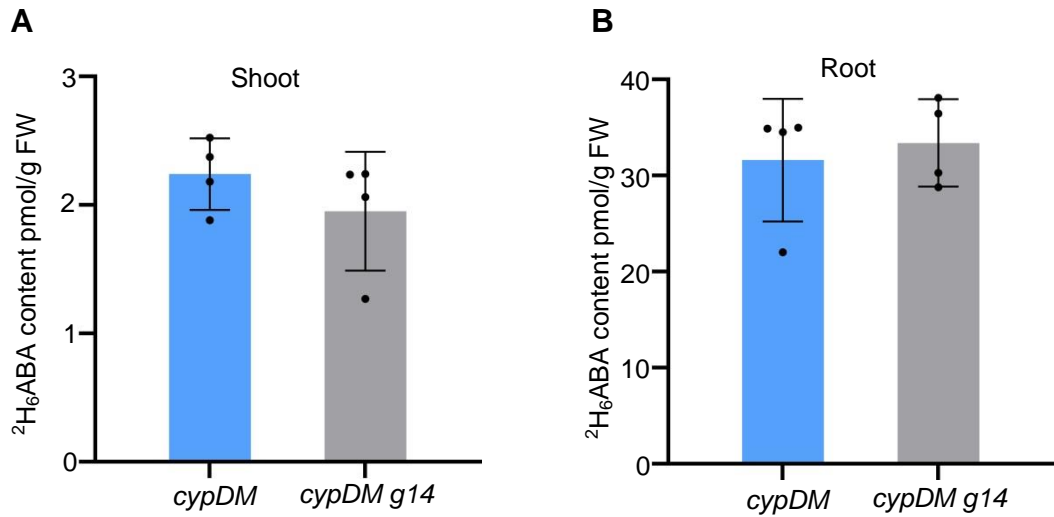 A
Shoot
²H₆ABA content pmol/g FW
3
2
1
0
cypDM
cypDM g14
B
Root
²H₆ABA content pmol/g FW
40
30
20
10
0
cypDM
cypDM g14